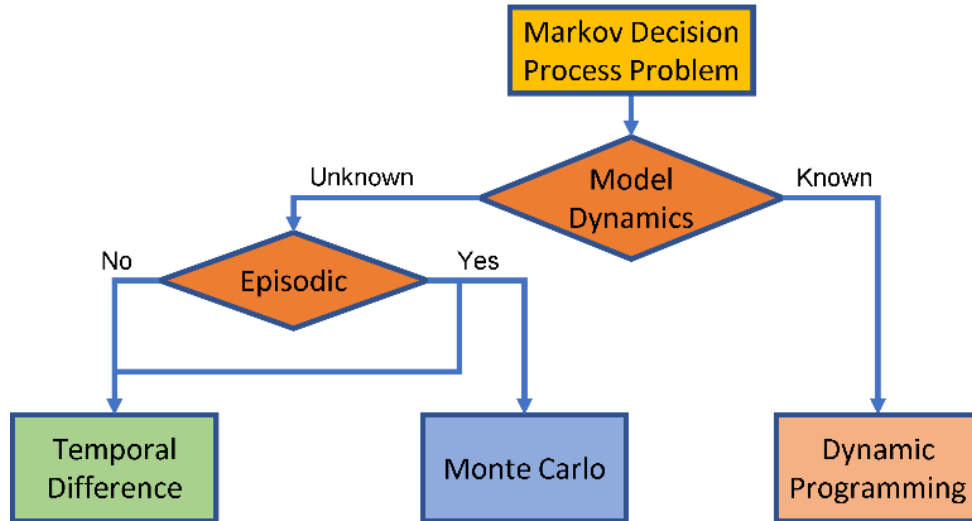 Markov Decision
Process Problem
Unknown
Model
Dynamics
Known
No
Episodic
Yes
Temporal
Difference
Monte Carlo
Dynamic
Programming